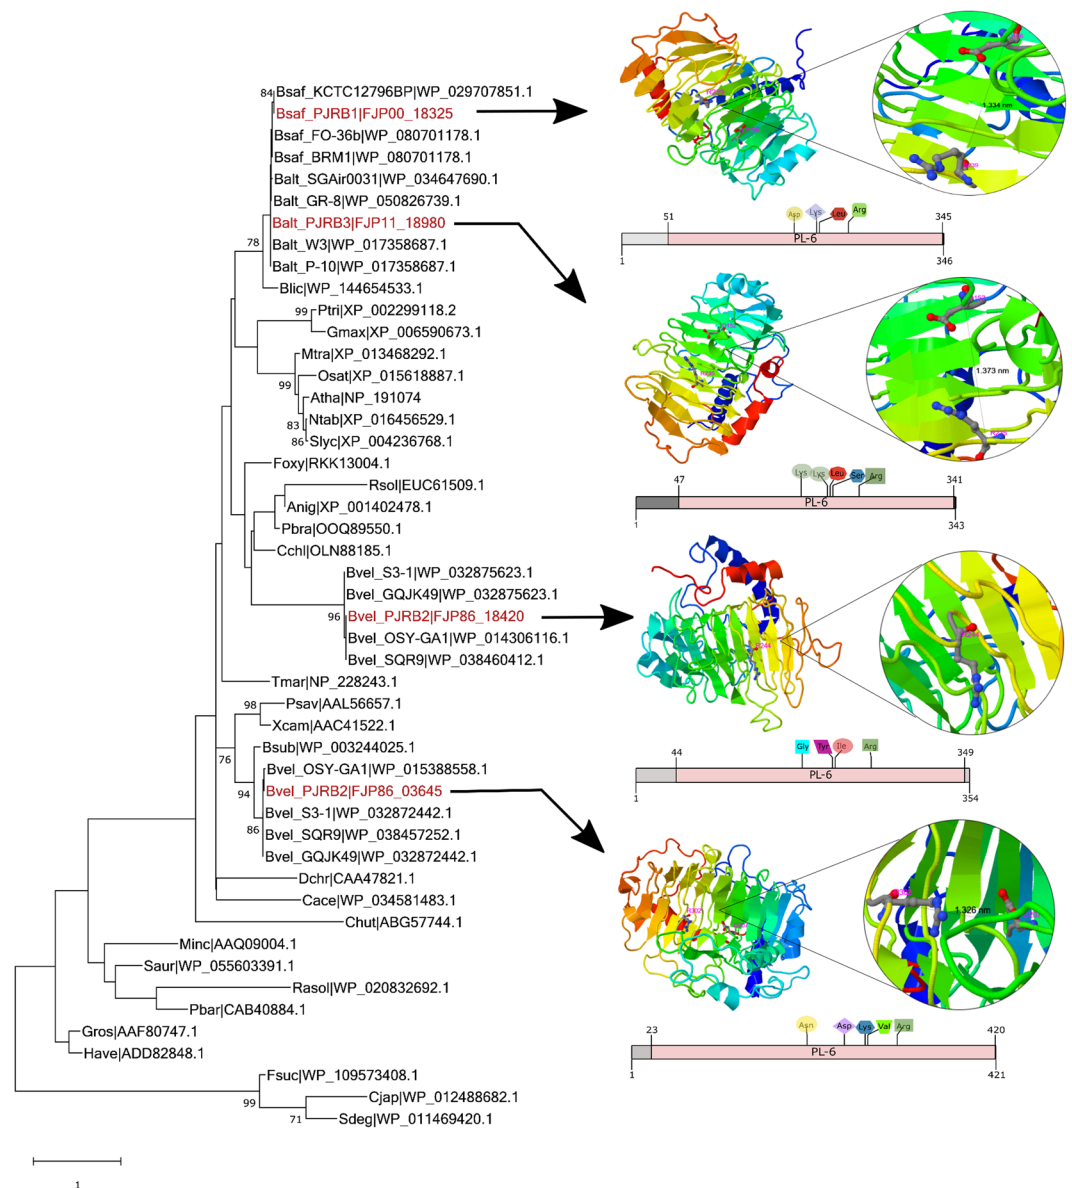 84
Bsaf_KCTC12796BP|WP_029707851.1
Bsaf_PJRB1|FJP00_18325
Bsaf_FO-36b|WP_080701178.1
Bsaf_BRM1|WP_080701178.1
Balt_SGAir0031|WP_034647690.1
Balt_GR-8|WP_050826739.1
Balt_PJRB3|FJP11_18980
78
Balt_W3|WP_017358687.1
Balt_P-10|WP_017358687.1
Blic|WP_144654533.1
99
Ptri|XP_002299118.2
Gmax|XP_006590673.1
Mtra|XP_013468292.1
Osat|XP_015618887.1
99
Atha|NP_191074
83
Ntab|XP_016456529.1
86
Slyc|XP_004236768.1
Foxy|RKK13004.1
Rsol|EUC61509.1
Anig|XP_001402478.1
Pbra|OOQ89550.1
Cchl|OLN88185.1
Bvel_S3-1|WP_032875623.1
Bvel_GQJK49|WP_032875623.1
96
Bvel_PJRB2|FJP86_18420
Bvel_OSY-GA1|WP_014306116.1
Bvel_SQR9|WP_038460412.1
Tmar|NP_228243.1
98
Psav|AAL56657.1
Xcam|AAC41522.1
76
Bsub|WP_003244025.1
Bvel_OSY-GA1|WP_015388558.1
94
Bvel_PJRB2|FJP86_03645
Bvel_S3-1|WP_032872442.1
86
Bvel_SQR9|WP_038457252.1
Bvel_GQJK49|WP_032872442.1
Dchr|CAA47821.1
Cace|WP_034581483.1
Chut|ABG57744.1
Minc|AAQ09004.1
Saur|WP_055603391.1
Rasol|WP_020832692.1
Pbar|CAB40884.1
Gros|AAF80747.1
Have|ADD82848.1
Fsuc|WP_109573408.1
99
Cjap|WP_012488682.1
71
Sdeg|WP_011469420.1
1
1.334 nm
51
Asp
Lys
Leu
Arg
345
PL-6
1
346
1.373 nm
47
Lys
Lys
Leu
Ser
Arg
341
PL-6
1
343
R244
44
Gly
Tyr
Ile
Arg
349
PL-6
1
354
R302
1.326 nm
23
Asn
Asp
Lys
Val
Arg
420
PL-6
1
421